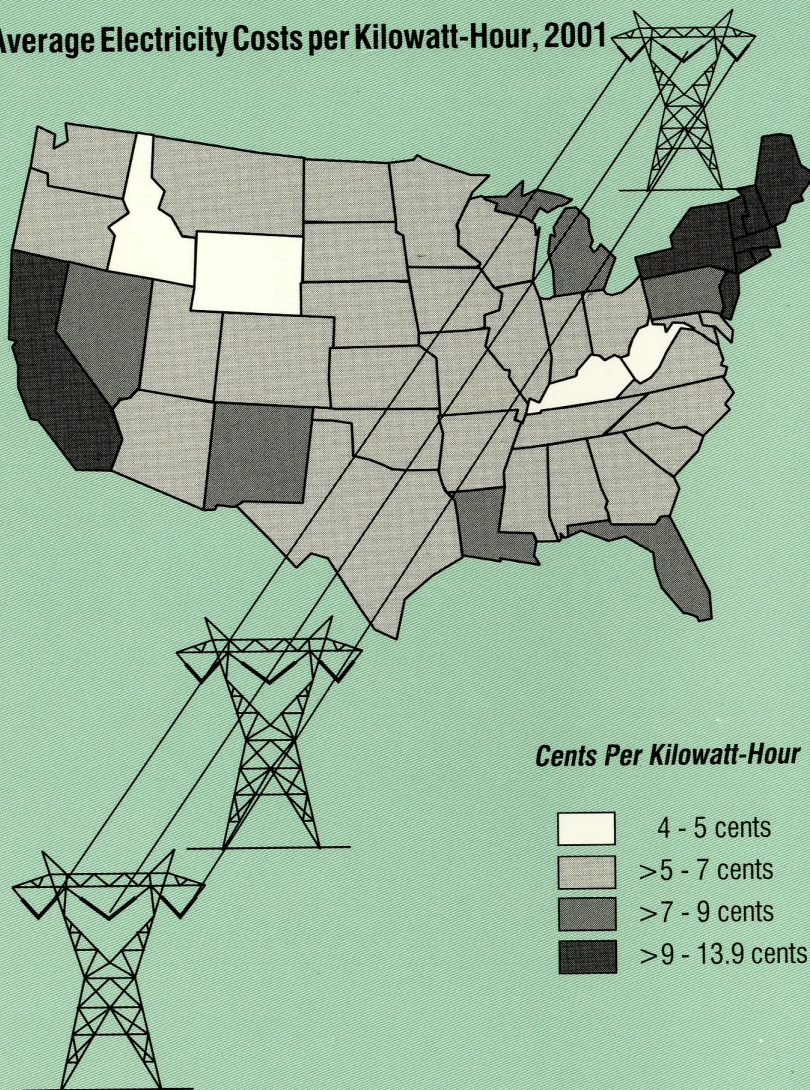 Average Electricity Costs per Kilowatt-Hour, 2001
Cents Per Kilowatt-Hour
4 - 5 cents
>5 - 7 cents
>7 - 9 cents
>9 - 13.9 cents